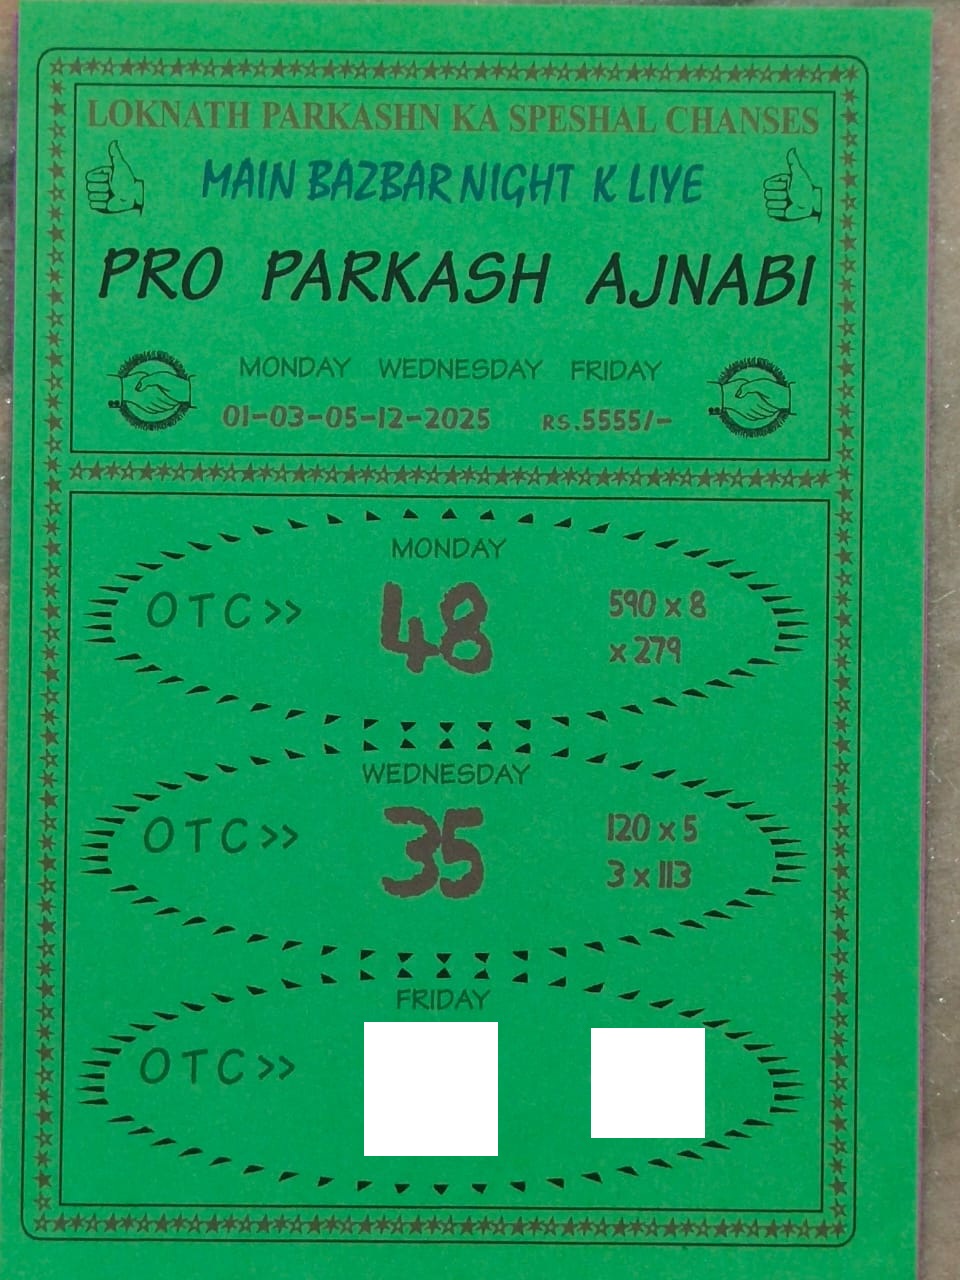 LOKNATH PARKASHN KA SPESHAL CHANSES
MAIN BAZBAR NIGHT K LIYE
PRO PARKASH AJNABI
MONDAY WEDNESDAY FRIDAY
01-03-05-12-2025 RS.5555/-
MONDAY
OTC>> 48 590 x 8
x 279
WEDNESDAY
OTC>> 35 120 x 5
3 x 113
FRIDAY
OTC>>